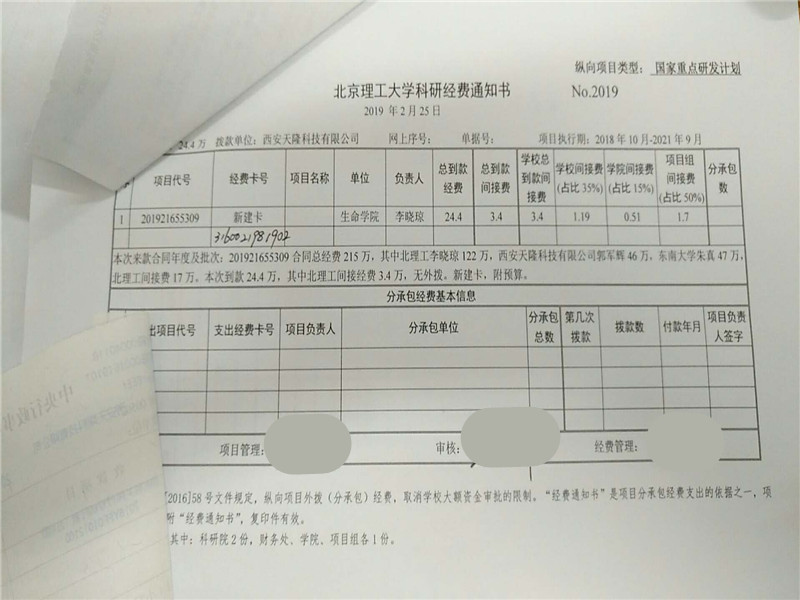 纵向项目类型： 国家重点研发计划
北京理工大学科研经费通知书 No.2019
2019 年 2 月 25 日
24.4 万 拨款单位：西安天隆科技有限公司 网上序号： 单据号： 项目执行期：2018 年 10 月-2021 年 9 月
项目代号 经费卡号 项目名称 单位 负责人 总到款经费 总到款间接费 学校总到款间接费 学校间接费(占比 35%) 学院间接费(占比 15%) 项目组间接费(占比 50%) 分承包数
1 201921655309 新建卡 生命学院 李晓琼 24.4 3.4 3.4 1.19 0.51 1.7
本次来款合同年度及批次：201921655309 合同总经费 215 万，其中北理工李晓琼 122 万，西安天隆科技有限公司郭军辉 46 万，东南大学朱真 47 万，
北理工间接费 17 万。本次到款 24.4 万，其中北理工间接经费 3.4 万，无外拨。新建卡，附预算。
分承包经费基本信息
出项目代号 支出经费卡号 项目负责人 分承包单位 分承包总数 第几次拨款 拨款数 付款年月 项目负责人签字
项目管理： 审核： 经费管理：
[2016]58 号文件规定，纵向项目外拨（分承包）经费，取消学校大额资金审批的限制。“经费通知书”是项目分承包经费支出的依据之一，项
附“经费通知书”，复印件有效。
其中：科研院 2 份，财务处、学院、项目组各 1 份。